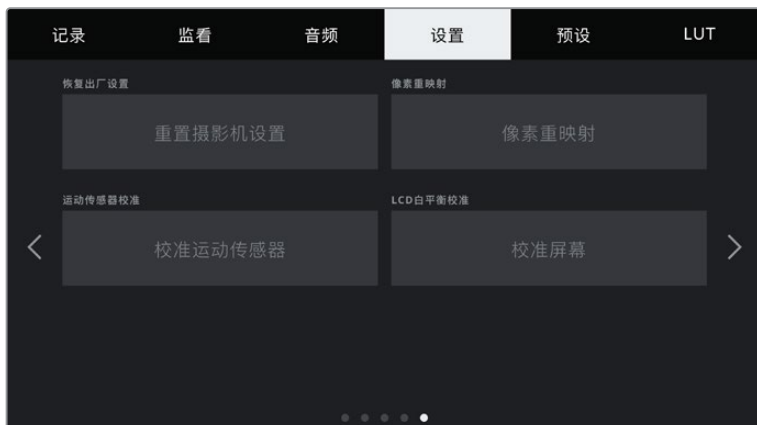 记录 监看 音频 设置 预设 LUT
恢复出厂设置 像素重映射
重置摄影机设置 像素重映射
运动传感器校准 LCD白平衡校准
校准运动传感器 校准屏幕